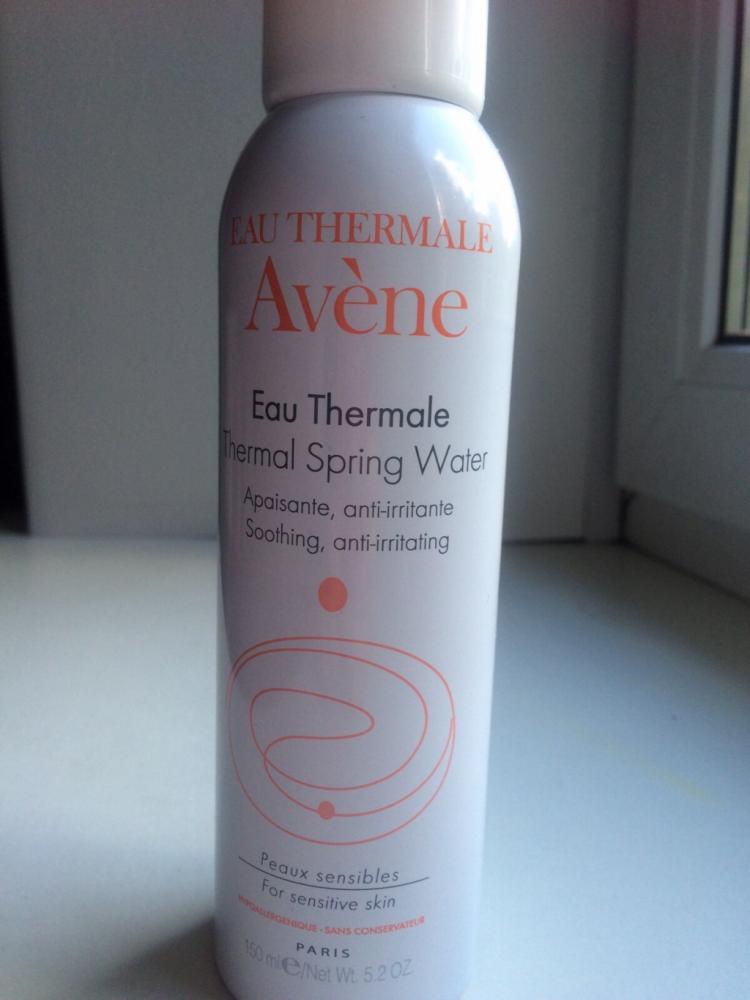 EAU THERMALE
Avène
Eau Thermale
Thermal Spring Water
Apaisante, anti-irritante
Soothing, anti-irritating
Peaux sensibles
For sensitive skin
HYPOALLERGENIQUE - SANS CONSERVATEUR
PARIS
150 ml ℮/Net Wt. 5.2 OZ.